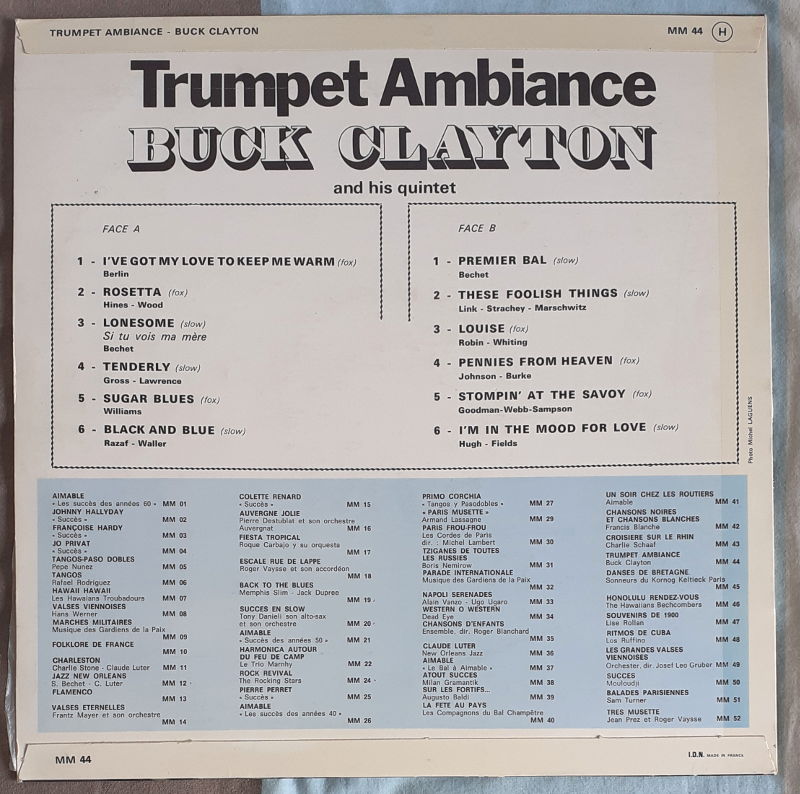 TRUMPET AMBIANCE - BUCK CLAYTON
MM 44 H
Trumpet Ambiance
BUCK CLAYTON
and his quintet
FACE A
1 - I'VE GOT MY LOVE TO KEEP ME WARM (fox)
Berlin
2 - ROSETTA (fox)
Hines - Wood
3 - LONESOME (slow)
Si tu vois ma mère
Bechet
4 - TENDERLY (slow)
Gross - Lawrence
5 - SUGAR BLUES (fox)
Williams
6 - BLACK AND BLUE (slow)
Razaf - Waller
FACE B
1 - PREMIER BAL (slow)
Bechet
2 - THESE FOOLISH THINGS (slow)
Link - Strachey - Marschwitz
3 - LOUISE (fox)
Robin - Whiting
4 - PENNIES FROM HEAVEN (fox)
Johnson - Burke
5 - STOMPIN' AT THE SAVOY (fox)
Goodman-Webb-Sampson
6 - I'M IN THE MOOD FOR LOVE (slow)
Hugh - Fields
Photo Michel LAGUENS
AIMABLE
« Les succès des années 60 » MM 01
JOHNNY HALLYDAY
« Succès » MM 02
FRANÇOISE HARDY
« Succès » MM 03
JO PRIVAT
« Succès » MM 04
TANGOS-PASO DOBLES
Pepe Nunez MM 05
TANGOS
Rafael Rodriguez MM 06
HAWAII HAWAII
Les Hawaians Troubadours MM 07
VALSES VIENNOISES
Hans Werner MM 08
MARCHES MILITAIRES
Musique des Gardiens de la Paix
MM 09
FOLKLORE DE FRANCE
MM 10
CHARLESTON
Charlie Stone - Claude Luter MM 11
JAZZ NEW ORLEANS
S. Bechet - C. Luter MM 12
FLAMENCO
MM 13
VALSES ETERNELLES
Frantz Mayer et son orchestre
MM 14
COLETTE RENARD
« Succès » MM 15
AUVERGNE JOLIE
Pierre Destublat et son orchestre
Auvergnat MM 16
FIESTA TROPICAL
Roque Carbajo y su orquesta
MM 17
ESCALE RUE DE LAPPE
Roger Vaysse et son accordéon
MM 18
BACK TO THE BLUES
Memphis Slim - Jack Dupree
MM 19
SUCCES EN SLOW
Tony Danieli son alto-sax
et son orchestre MM 20
AIMABLE
« Succès des années 50 » MM 21
HARMONICA AUTOUR
DU FEU DE CAMP
Le Trio Marnhy MM 22
ROCK REVIVAL
The Rocking Stars MM 24
PIERRE PERRET
« Succès » MM 25
AIMABLE
« Les succès des années 40 »
MM 26
PRIMO CORCHIA
« Tangos y Pasodobles » MM 27
« PARIS MUSETTE »
Armand Lassagne MM 29
PARIS FROU-FROU
Les Cordes de Paris
dir. : Michel Lambert MM 30
TZIGANES DE TOUTES
LES RUSSIES
Boris Nemirow MM 31
PARADE INTERNATIONALE
Musique des Gardiens de la Paix
MM 32
NAPOLI SERENADES
Alain Vanzo - Ugo Ugaro MM 33
WESTERN O WESTERN
Dead Eye MM 34
CHANSONS D'ENFANTS
Ensemble, dir. Roger Blanchard
MM 35
CLAUDE LUTER
New Orleans Jazz MM 36
AIMABLE
« Le Bal à Aimable » MM 37
ATOUT SUCCES
Milan Gramantik MM 38
SUR LES FORTIFS...
Augusto Baldi MM 39
LA FETE AU PAYS
Les Compagnons du Bal Champêtre
MM 40
UN SOIR CHEZ LES ROUTIERS
Aimable MM 41
CHANSONS NOIRES
ET CHANSONS BLANCHES
Francis Blanche MM 42
CROISIERE SUR LE RHIN
Charlie Schaaf MM 43
TRUMPET AMBIANCE
Buck Clayton MM 44
DANSES DE BRETAGNE
Sonneurs du Kornog Keltieck Paris
MM 45
HONOLULU RENDEZ-VOUS
The Hawaiians Bechcombers MM 46
SOUVENIRS DE 1900
Lise Rollan MM 47
RITMOS DE CUBA
Los Ruffino MM 48
LES GRANDES VALSES
VIENNOISES
Orchester, dir. Josef Leo Gruber MM 49
SUCCES
Mouloudji MM 50
BALADES PARISIENNES
Sam Turner MM 51
TRES MUSETTE
Jean Prez et Roger Vaysse MM 52
MM 44
I.D.N. MADE IN FRANCE